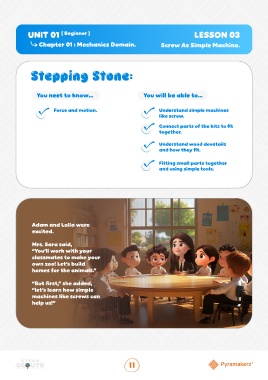 UNIT 01 [ Beginner ]
LESSON 03
Chapter 01 : Mechanics Domain.
Screw As Simple Machine.
Stepping Stone:
You neet to know...
Force and motion.
You will be able to...
Understand simple machines
like screw.
Connect parts of the kits to fit
together.
Understand wood dovetails
and how they fit.
Fitting small parts together
and using simple tools.
Adam and Laila were
excited.
Mrs. Sara said,
"You'll work with your
classmates to make your
own zoo! Let's build
homes for the animals."
"But first," she added,
"let's learn how simple
machines like screws can
help us!"
11
Pyramakerz